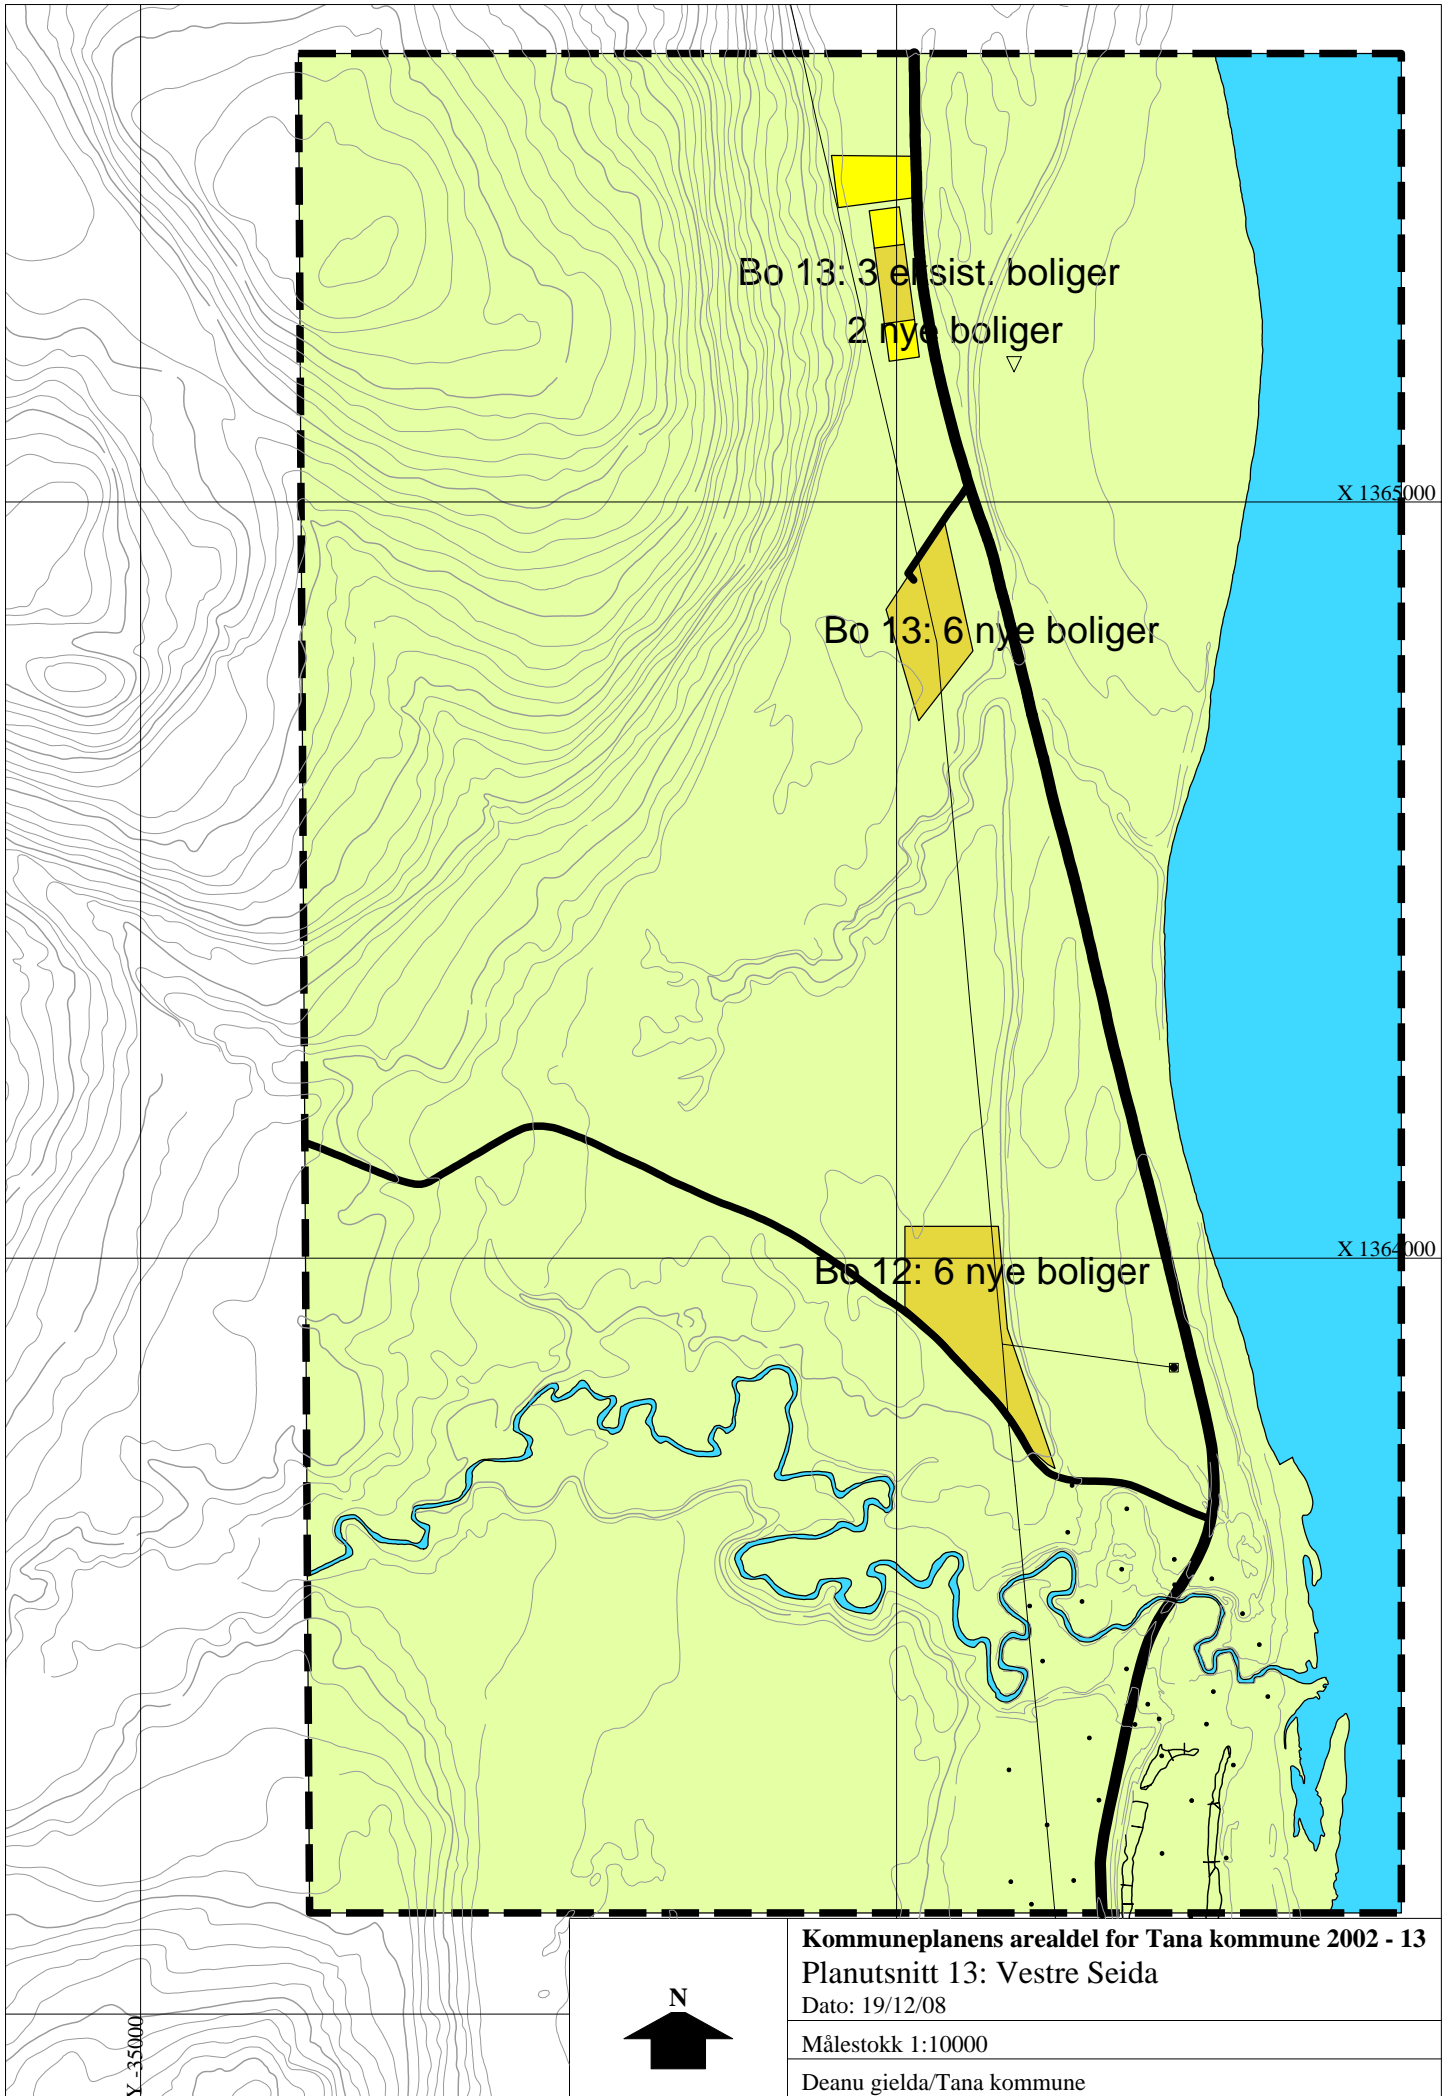 Bo 13: 3 eksist. boliger
2 nye boliger
X 1365000
Bo 13: 6 nye boliger
X 1364000
Bo 12: 6 nye boliger
Kommuneplanens arealdel for Tana kommune 2002 - 13
Planutsnitt 13: Vestre Seida
Dato: 19/12/08
N
Målestokk 1:10000
Deanu gielda/Tana kommune
Y -35000